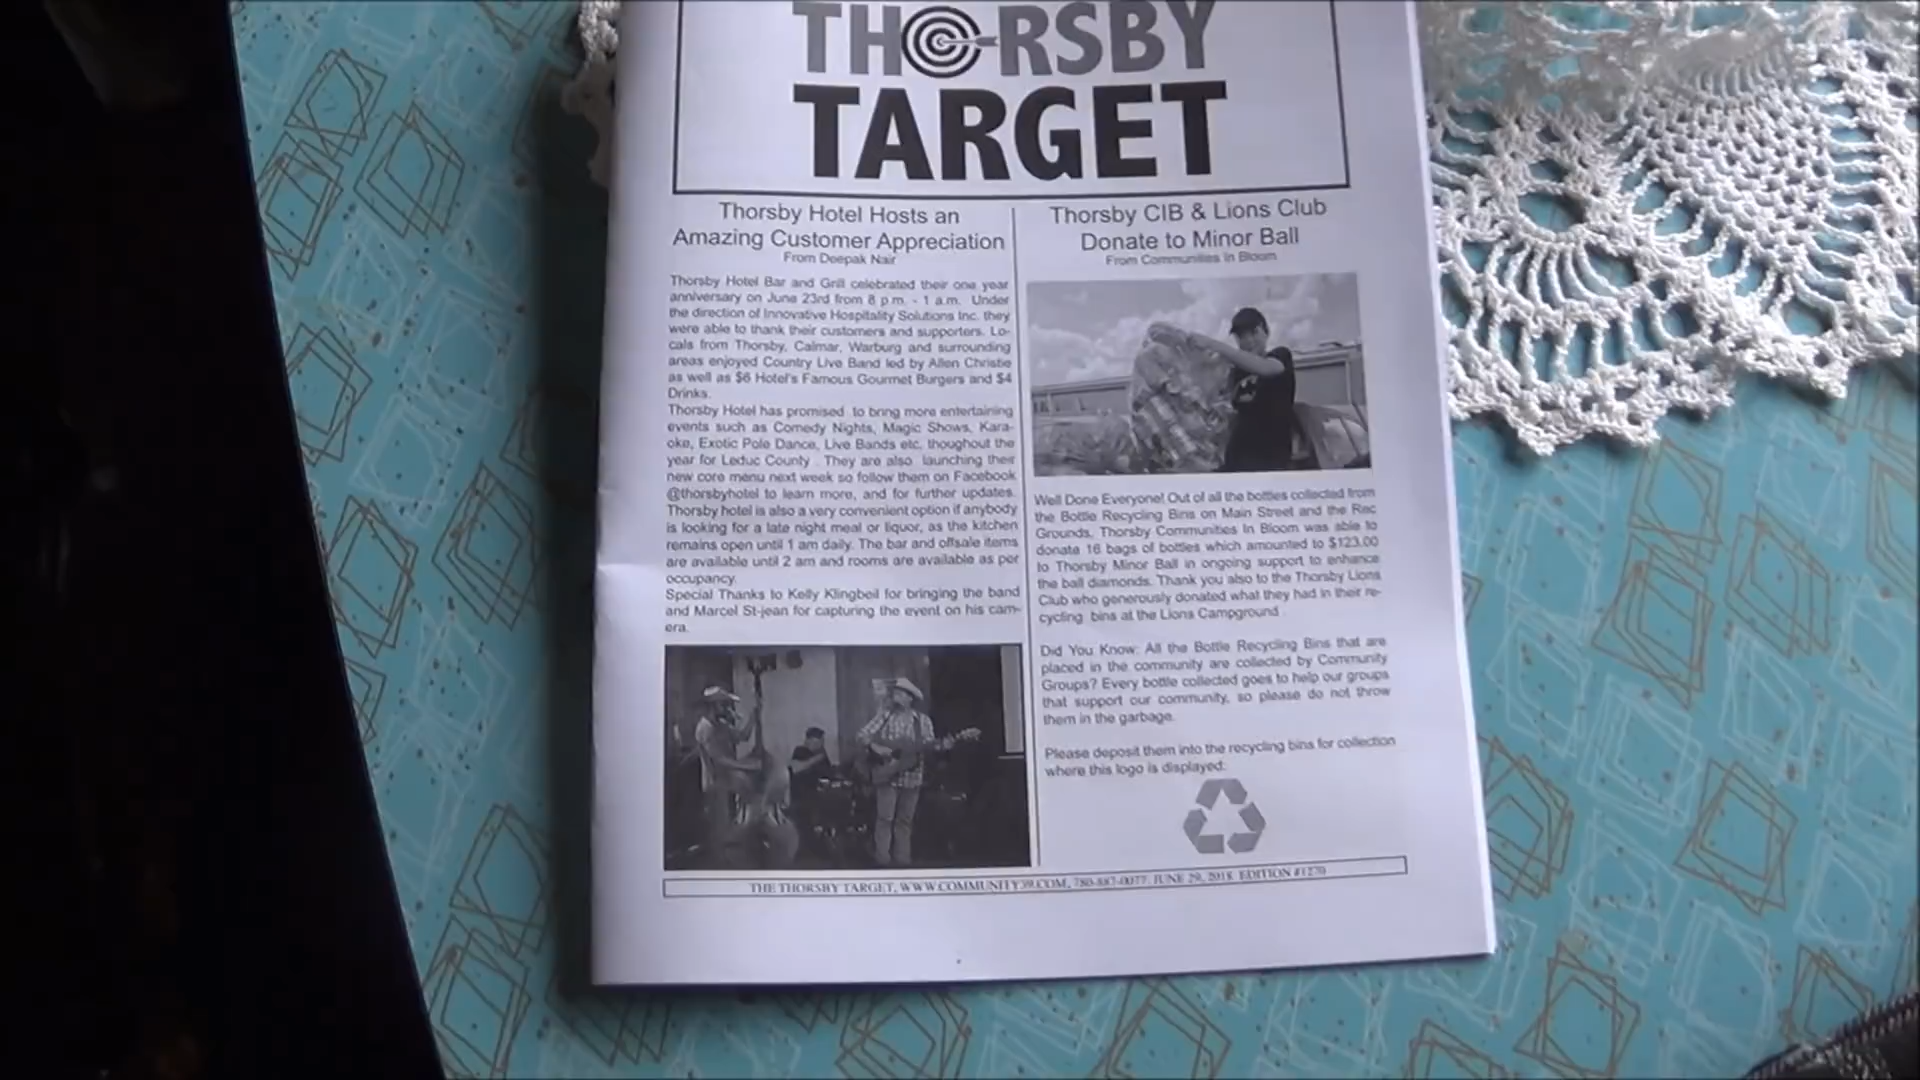 THORSBY
TARGET
Thorsby Hotel Hosts an
Amazing Customer Appreciation
From Deepak Nair
Thorsby Hotel Bar and Grill celebrated their one year
anniversary on June 23rd from 8 p.m. - 1 a.m. Under
the direction of Innovative Hospitality Solutions Inc. they
were able to thank their customers and supporters. Lo-
cals from Thorsby, Calmar, Warburg and surrounding
areas enjoyed Country Live Band led by Allen Christie
as well as $6 Hotel's Famous Gourmet Burgers and $4
Drinks.
Thorsby Hotel has promised to bring more entertaining
events such as Comedy Nights, Magic Shows, Kara-
oke, Exotic Pole Dance, Live Bands etc, thoughout the
year for Leduc County . They are also launching their
new core menu next week so follow them on Facebook
@thorsbyhotel to learn more, and for further updates.
Thorsby hotel is also a very convenient option if anybody
is looking for a late night meal or liquor, as the kitchen
remains open until 1 am daily. The bar and offsale items
are available until 2 am and rooms are available as per
occupancy.
Special Thanks to Kelly Klingbeil for bringing the band
and Marcel St-jean for capturing the event on his cam-
era.
Thorsby CIB & Lions Club
Donate to Minor Ball
From Communities In Bloom
Well Done Everyone! Out of all the bottles collected from
the Bottle Recycling Bins on Main Street and the Rec
Grounds, Thorsby Communities In Bloom was able to
donate 16 bags of bottles which amounted to $123.00
to Thorsby Minor Ball in ongoing support to enhance
the ball diamonds. Thank you also to the Thorsby Lions
Club who generously donated what they had in their re-
cycling bins at the Lions Campground .
Did You Know: All the Bottle Recycling Bins that are
placed in the community are collected by Community
Groups? Every bottle collected goes to help our groups
that support our community, so please do not throw
them in the garbage.
Please deposit them into the recycling bins for collection
where this logo is displayed:
THE THORSBY TARGET, WWW.COMMUNITY39.COM, 780-887-0077. JUNE 29, 2018. EDITION #1270